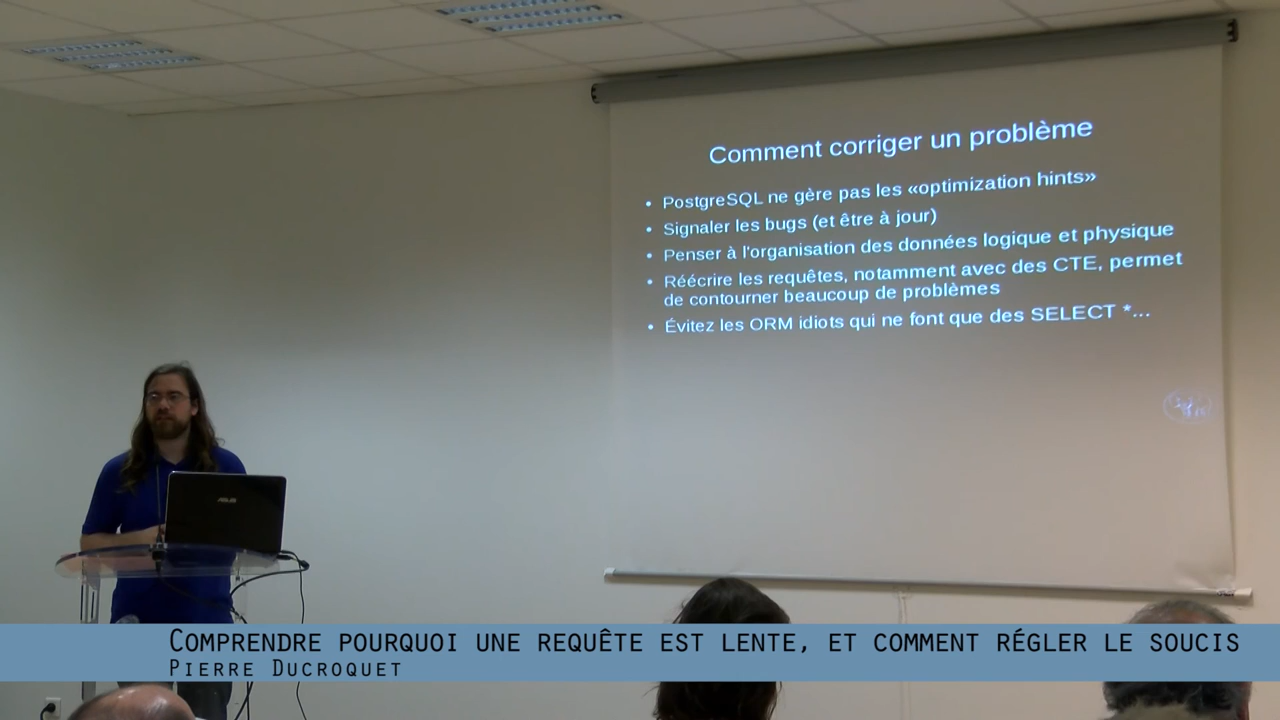 Comment corriger un problème
• PostgreSQL ne gère pas les «optimization hints»
• Signaler les bugs (et être à jour)
• Penser à l'organisation des données logique et physique
• Réécrire les requêtes, notamment avec des CTE, permet
de contourner beaucoup de problèmes
• Évitez les ORM idiots qui ne font que des SELECT *...
ASUS
Comprendre pourquoi une requête est lente, et comment régler le soucis
Pierre Ducroquet